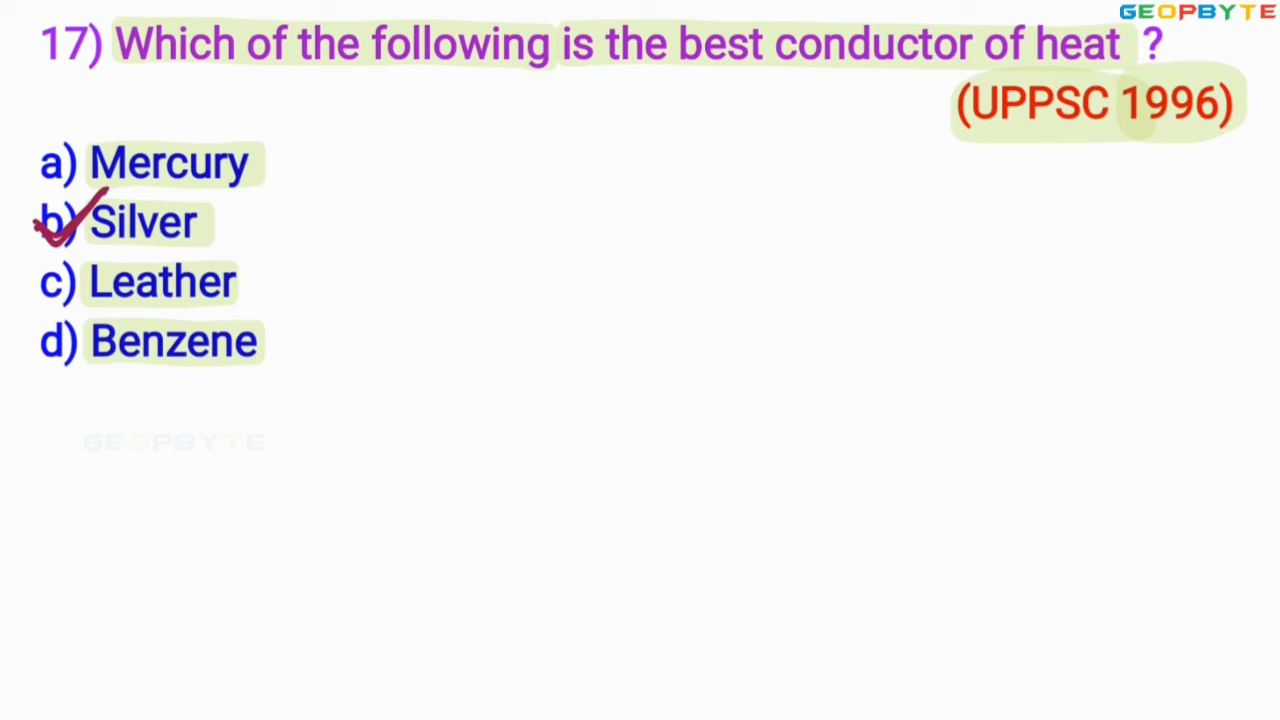 GEOPBYTE
17) Which of the following is the best conductor of heat ?
(UPPSC 1996)
a) Mercury
b) Silver
c) Leather
d) Benzene
GEOPBYTE